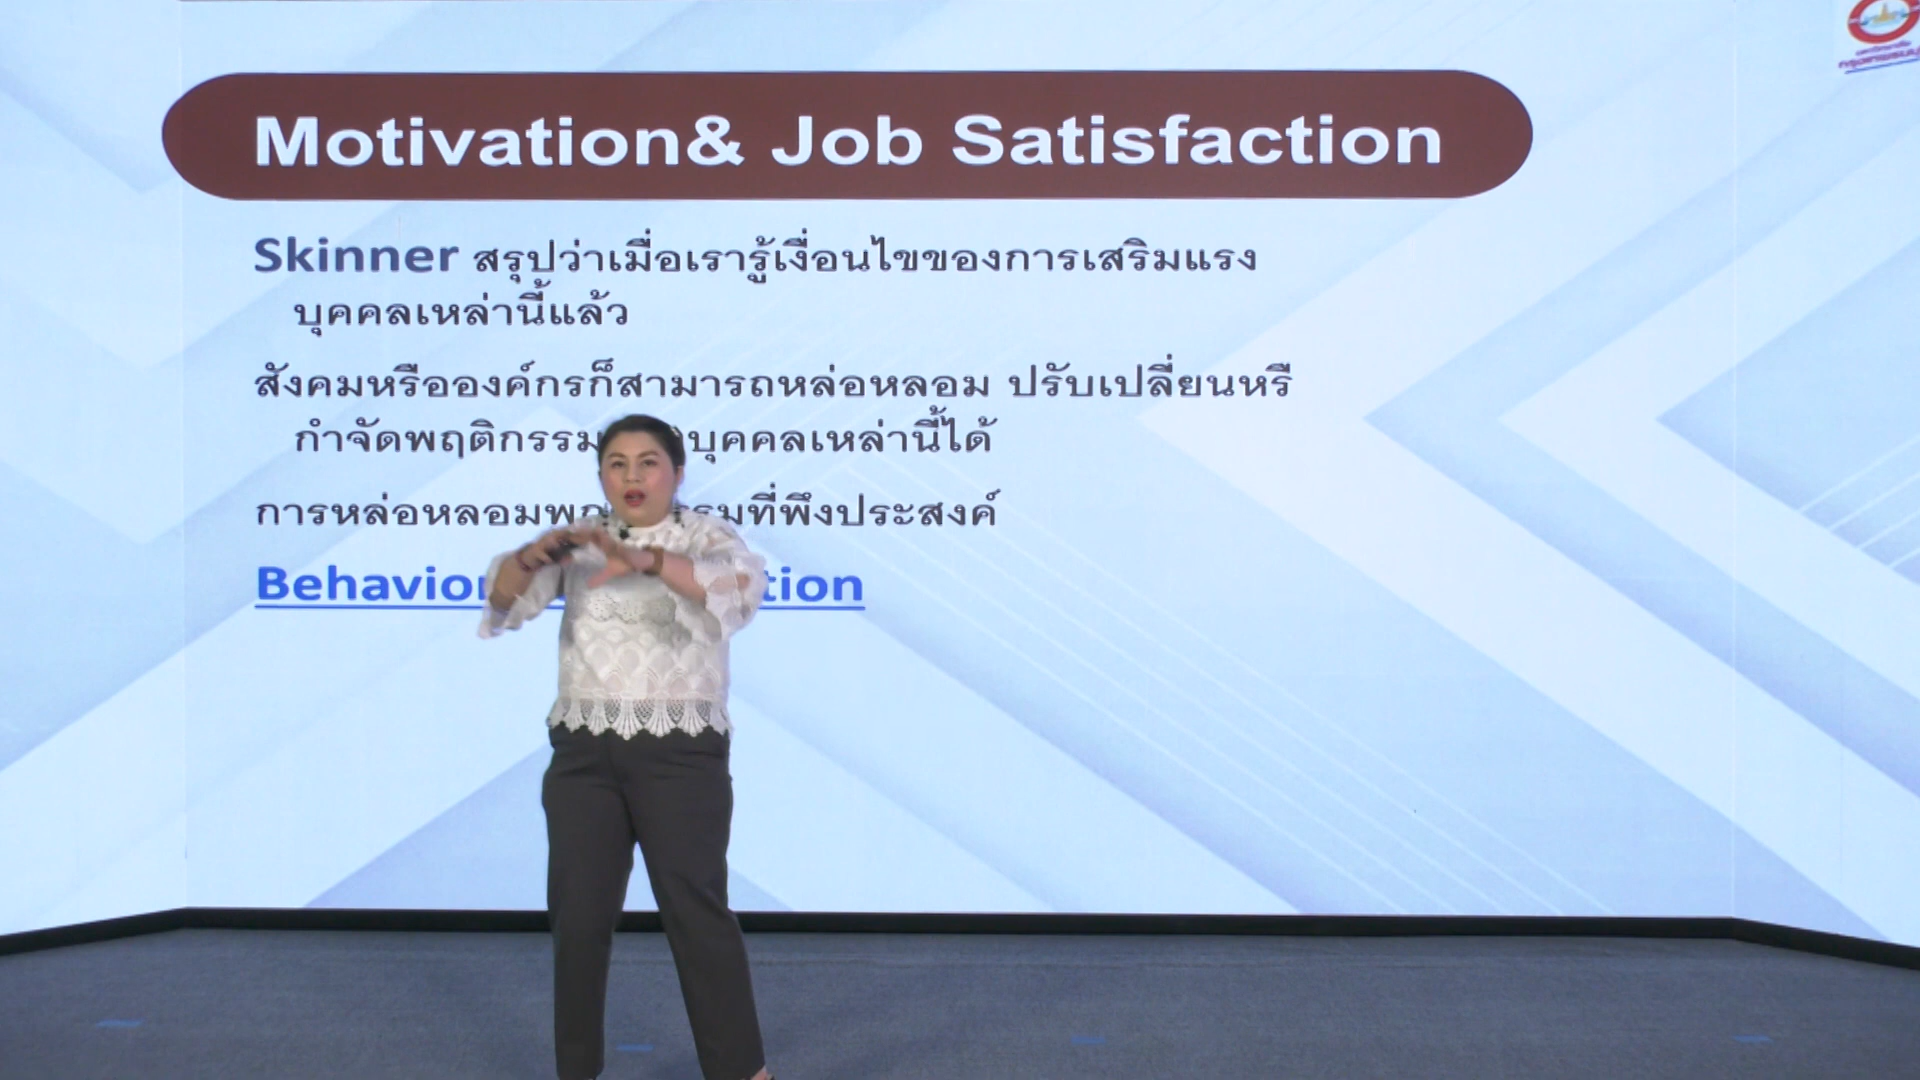 Motivation& Job Satisfaction
Skinner สรุปว่าเมื่อเรารู้เงื่อนไขของการเสริมแรง
บุคคลเหล่านี้แล้ว
สังคมหรือองค์กรก็สามารถหล่อหลอม ปรับเปลี่ยนหรื
กำจัดพฤติกรรม บุคคลเหล่านี้ได้
การหล่อหลอมพฤ รมที่พึงประสงค์
Behavior tion